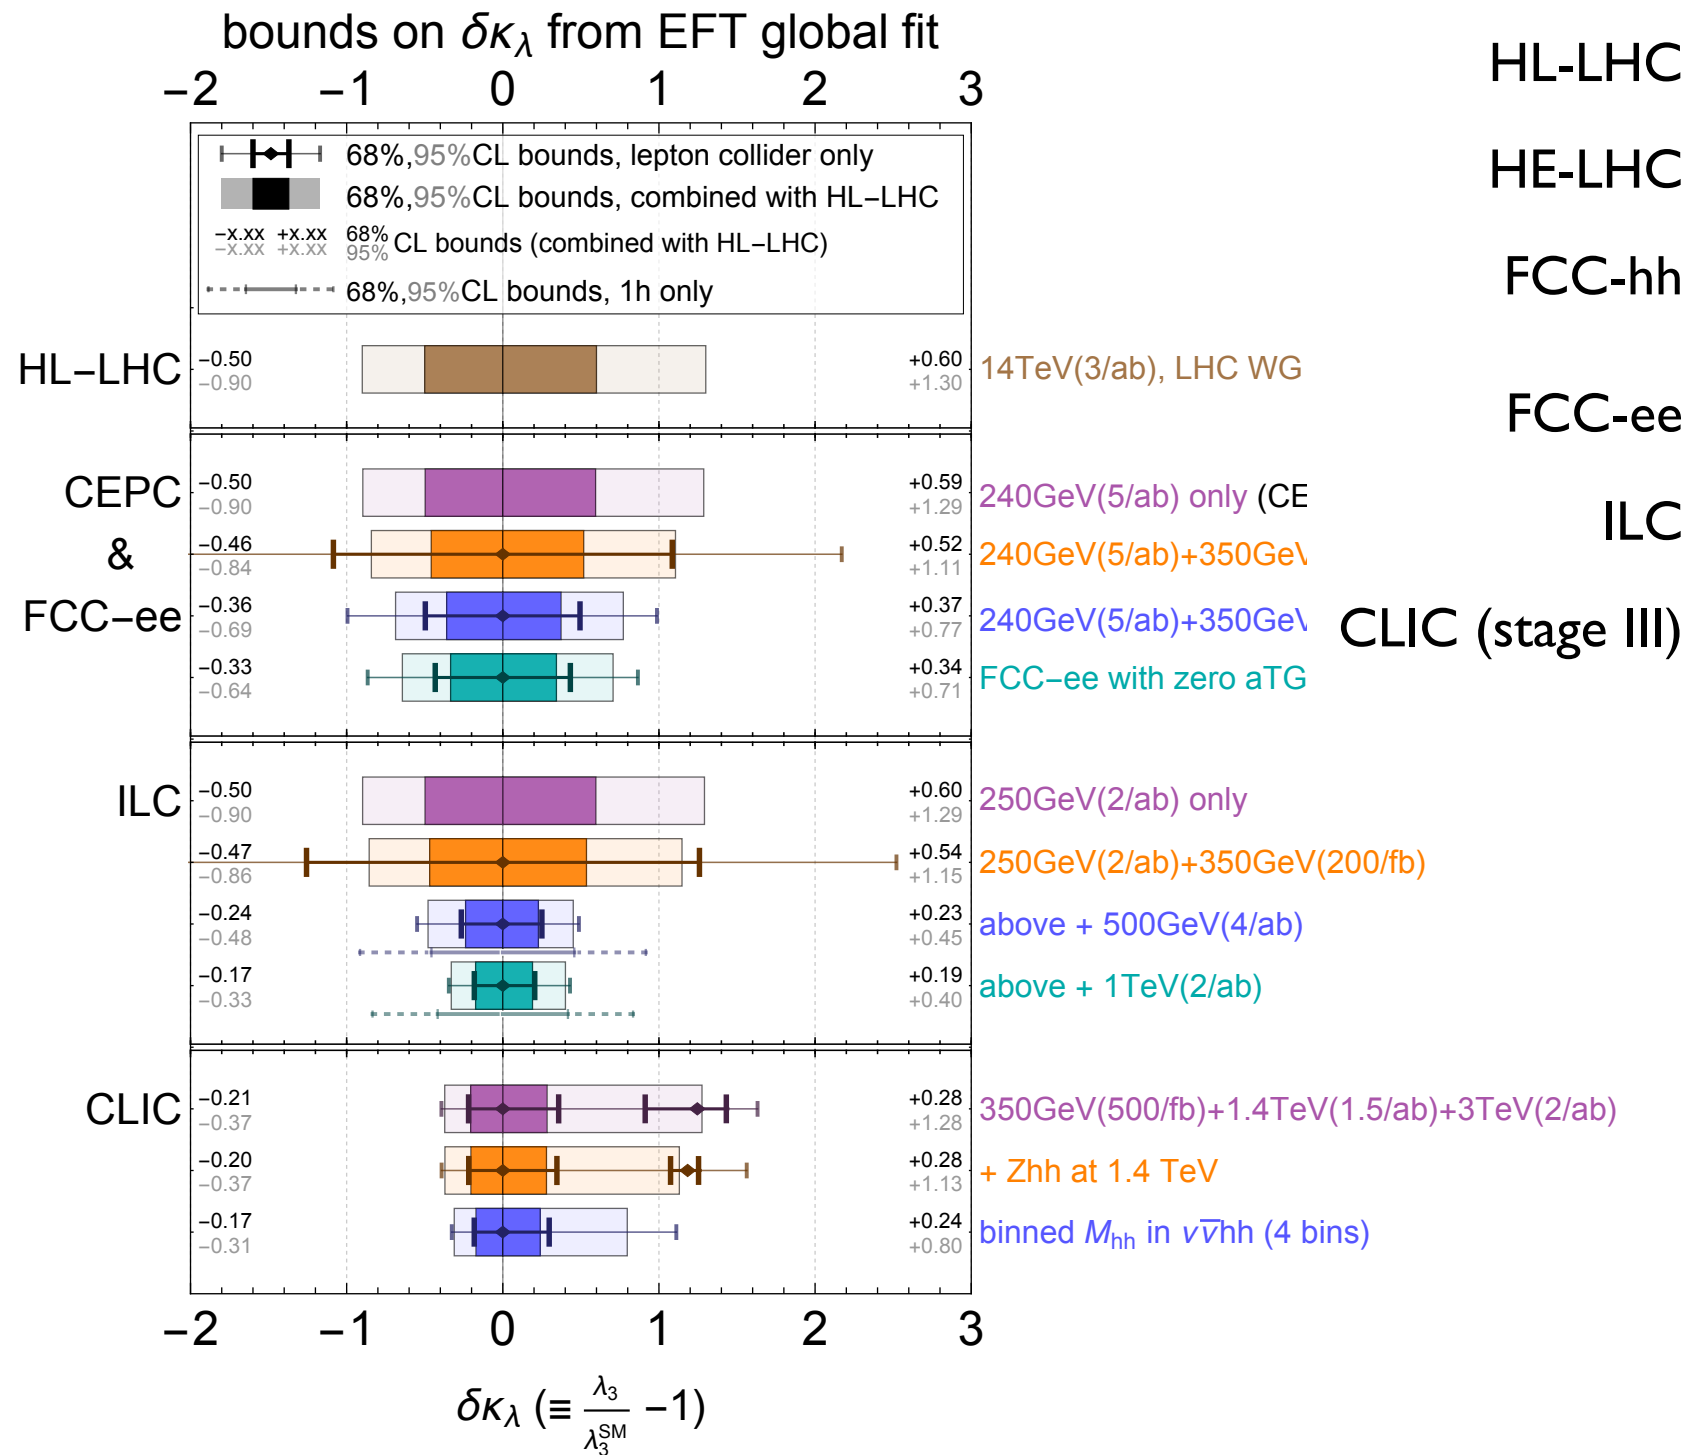 bounds on δκλ from EFT global fit
−2 −1 0 1 2 3
68%,95%CL bounds, lepton collider only
68%,95%CL bounds, combined with HL−LHC
−x.xx +x.xx 68% CL bounds (combined with HL−LHC)
−x.xx +x.xx 95%
68%,95%CL bounds, 1h only
HL−LHC −0.50 +0.60 14TeV(3/ab), LHC WG
−0.90 +1.30
CEPC −0.50 +0.59 240GeV(5/ab) only (CE
−0.90 +1.29
& −0.46 +0.52 240GeV(5/ab)+350GeV
−0.84 +1.11
FCC−ee −0.36 +0.37 240GeV(5/ab)+350GeV
−0.69 +0.77
−0.33 +0.34 FCC−ee with zero aTG
−0.64 +0.71
ILC −0.50 +0.60 250GeV(2/ab) only
−0.90 +1.29
−0.47 +0.54 250GeV(2/ab)+350GeV(200/fb)
−0.86 +1.15
−0.24 +0.23 above + 500GeV(4/ab)
−0.48 +0.45
−0.17 +0.19 above + 1TeV(2/ab)
−0.33 +0.40
CLIC −0.21 +0.28 350GeV(500/fb)+1.4TeV(1.5/ab)+3TeV(2/ab)
−0.37 +1.28
−0.20 +0.28 + Zhh at 1.4 TeV
−0.37 +1.13
−0.17 +0.24 binned Mhh in νν̄hh (4 bins)
−0.31 +0.80
−2 −1 0 1 2 3
δκλ (≡ λ3/λ3^SM −1)
HL-LHC
HE-LHC
FCC-hh
FCC-ee
ILC
CLIC (stage III)